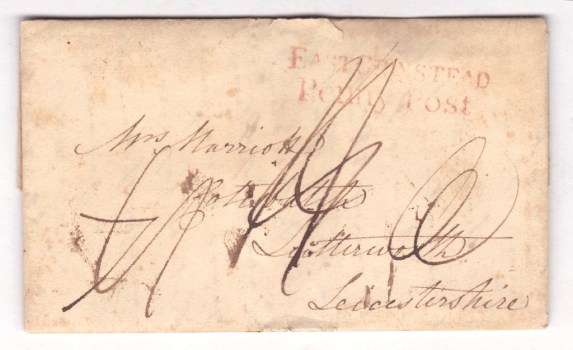 EAST GRINSTEAD
Penny Post
Mrs Marriott
Lutterworth
Leicestershire